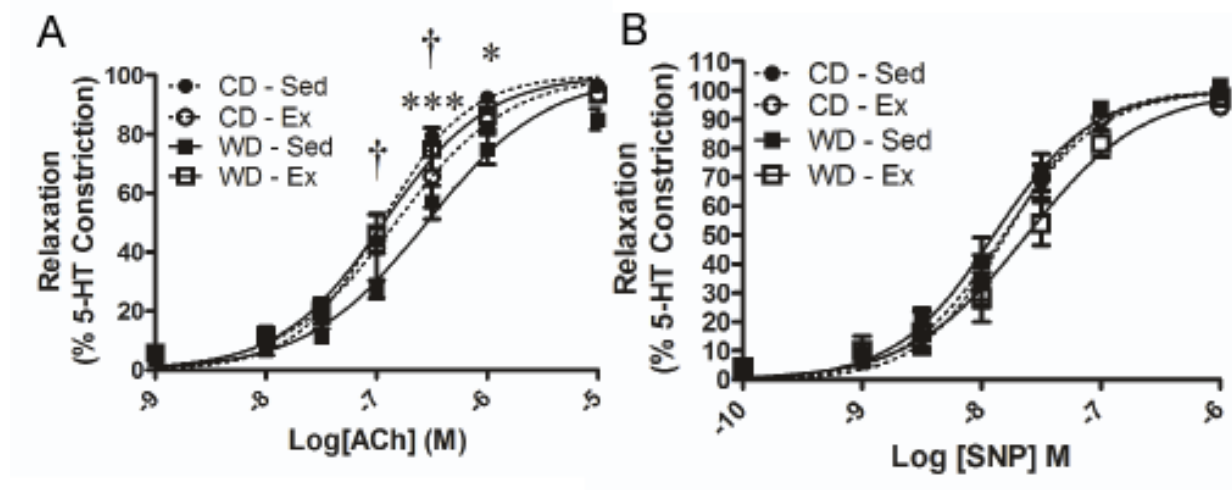 A
Relaxation
(% 5-HT Constriction)
100
80
60
40
20
0
CD - Sed
CD - Ex
WD - Sed
WD - Ex
†
***
†
*
-9
-8
-7
-6
-5
Log[ACh] (M)
B
Relaxation
(% 5-HT Constriction)
110
100
90
80
70
60
50
40
30
20
10
0
CD - Sed
CD - Ex
WD - Sed
WD - Ex
-10
-9
-8
-7
-6
Log [SNP] M